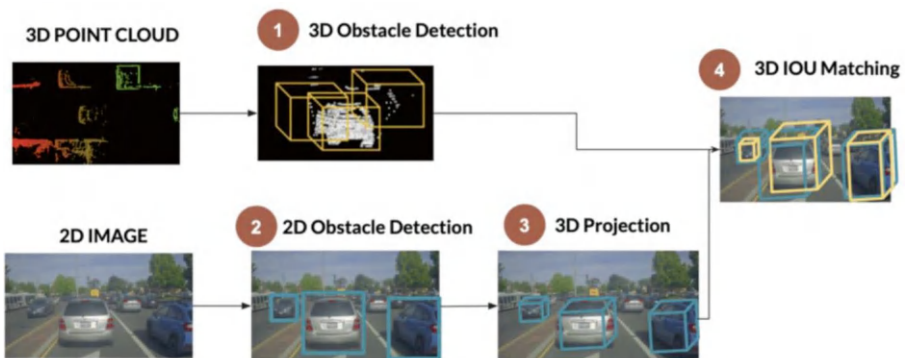 3D POINT CLOUD
1 3D Obstacle Detection
4 3D IOU Matching
2D IMAGE
2 2D Obstacle Detection
3 3D Projection